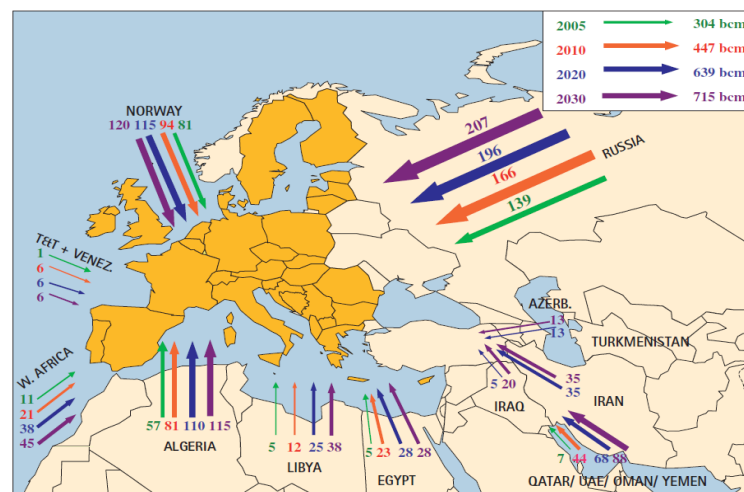 2005 304 bcm
2010 447 bcm
2020 639 bcm
2030 715 bcm
NORWAY
120 115 94 81
207
196
166
139
RUSSIA
T&T + VENEZ.
1
6
6
6
W. AFRICA
11
21
38
45
57 81 110 115
ALGERIA
5 12 25 38
LIBYA
5 23 28 28
EGYPT
AZERB.
13
13
TURKMENISTAN
5 20
IRAQ
35
35
IRAN
7 44 68 88
QATAR/ UAE/ OMAN/ YEMEN